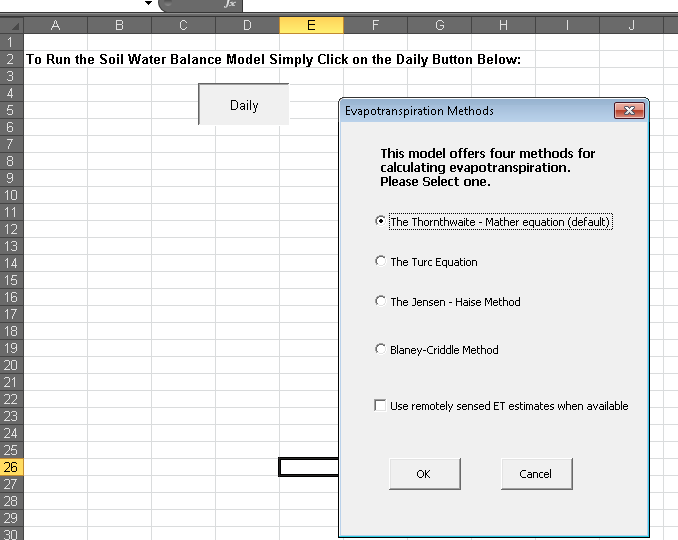 fx
A B C D E F G H I J
1
2 To Run the Soil Water Balance Model Simply Click on the Daily Button Below:
3
4
5
6
7
8
9
10
11
12
13
14
15
16
17
18
19
20
21
22
23
24
25
26
27
28
29
30
Daily
Evapotranspiration Methods
This model offers four methods for
calculating evapotranspiration.
Please Select one.
The Thornthwaite - Mather equation (default)
The Turc Equation
The Jensen - Haise Method
Blaney-Criddle Method
Use remotely sensed ET estimates when available
OK Cancel